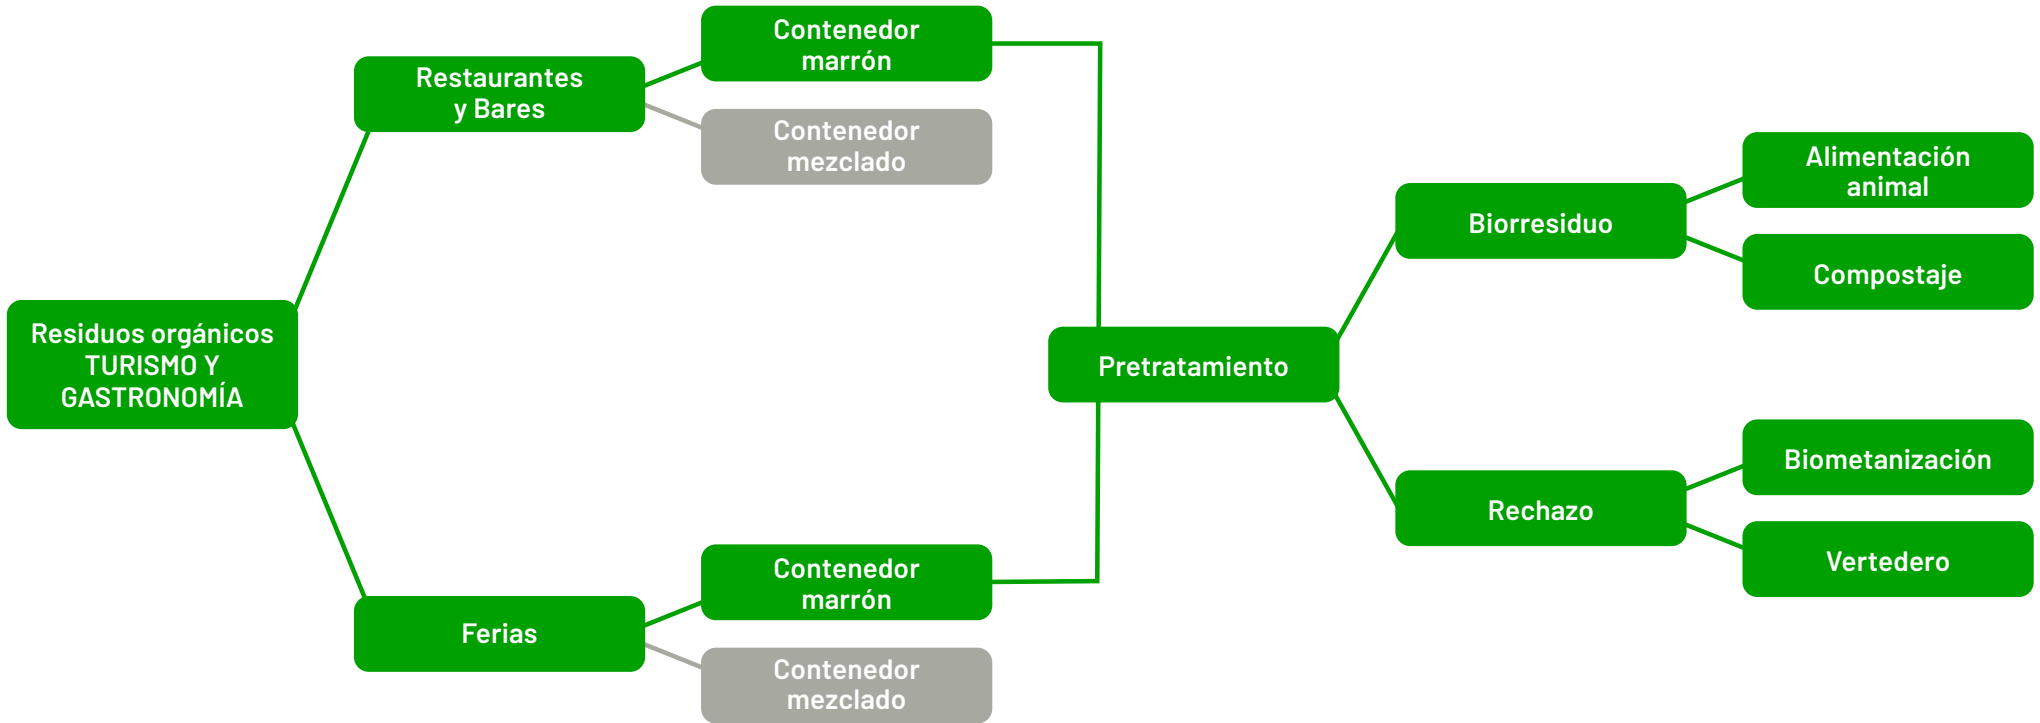 Residuos orgánicos
TURISMO Y
GASTRONOMÍA
Restaurantes
y Bares
Contenedor
marrón
Contenedor
mezclado
Ferias
Contenedor
marrón
Contenedor
mezclado
Pretratamiento
Biorresiduo
Alimentación
animal
Compostaje
Rechazo
Biometanización
Vertedero